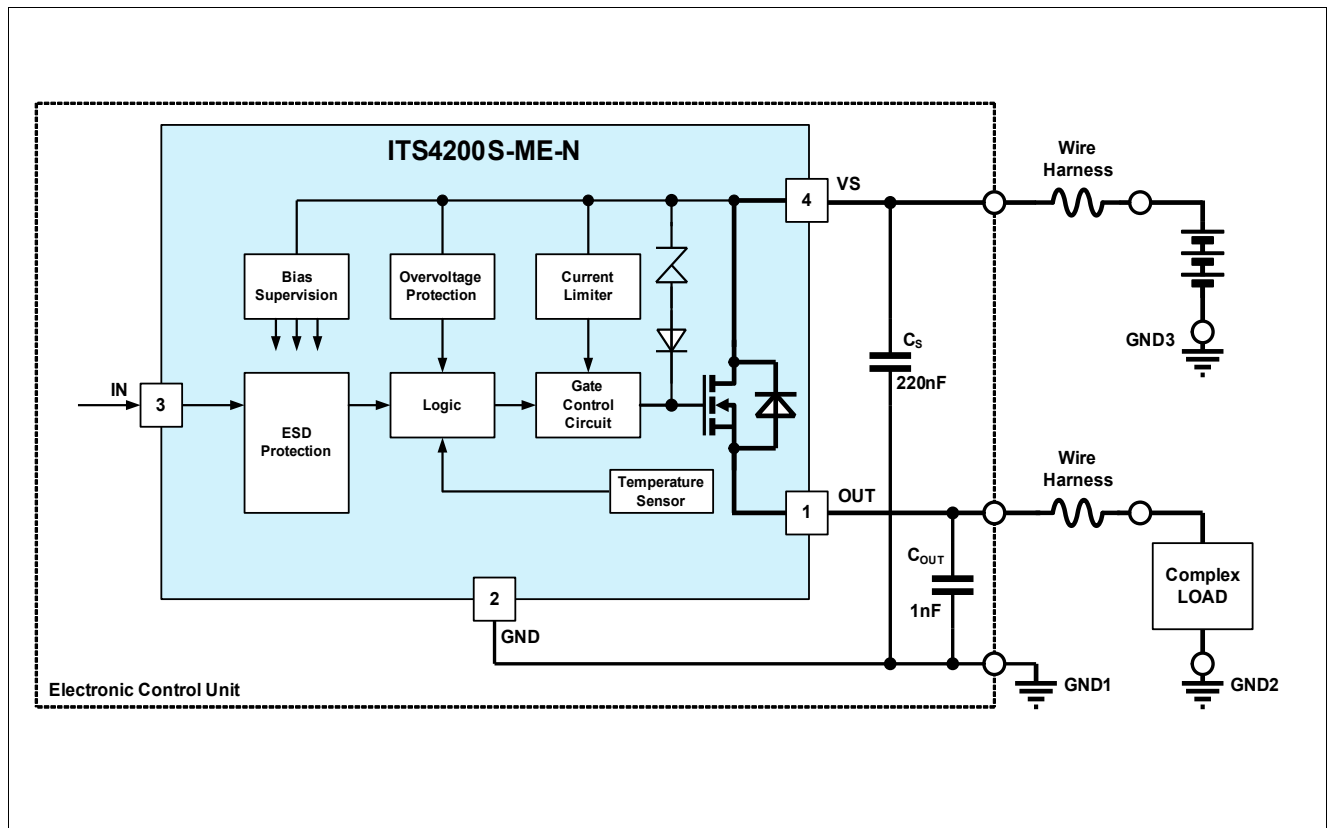 ITS4200S-ME-N
VS
4
Wire
Harness
Bias
Supervision
Overvoltage
Protection
Current
Limiter
GND3
CS
220nF
IN
3
ESD
Protection
Logic
Gate
Control
Circuit
Temperature
Sensor
OUT
1
Wire
Harness
COUT
1nF
Complex
LOAD
2
GND
Electronic Control Unit
GND1
GND2